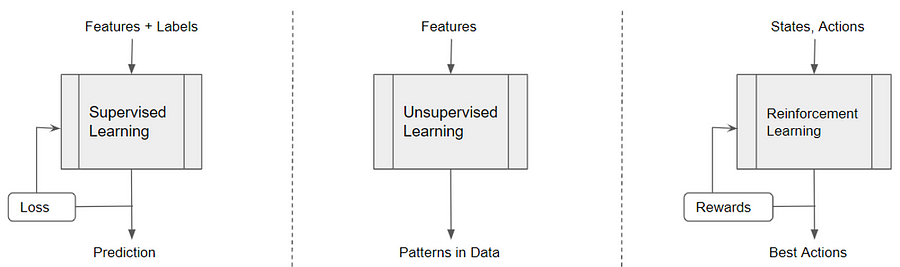 Features + Labels
Supervised
Learning
Loss
Prediction
Features
Unsupervised
Learning
Patterns in Data
States, Actions
Reinforcement
Learning
Rewards
Best Actions